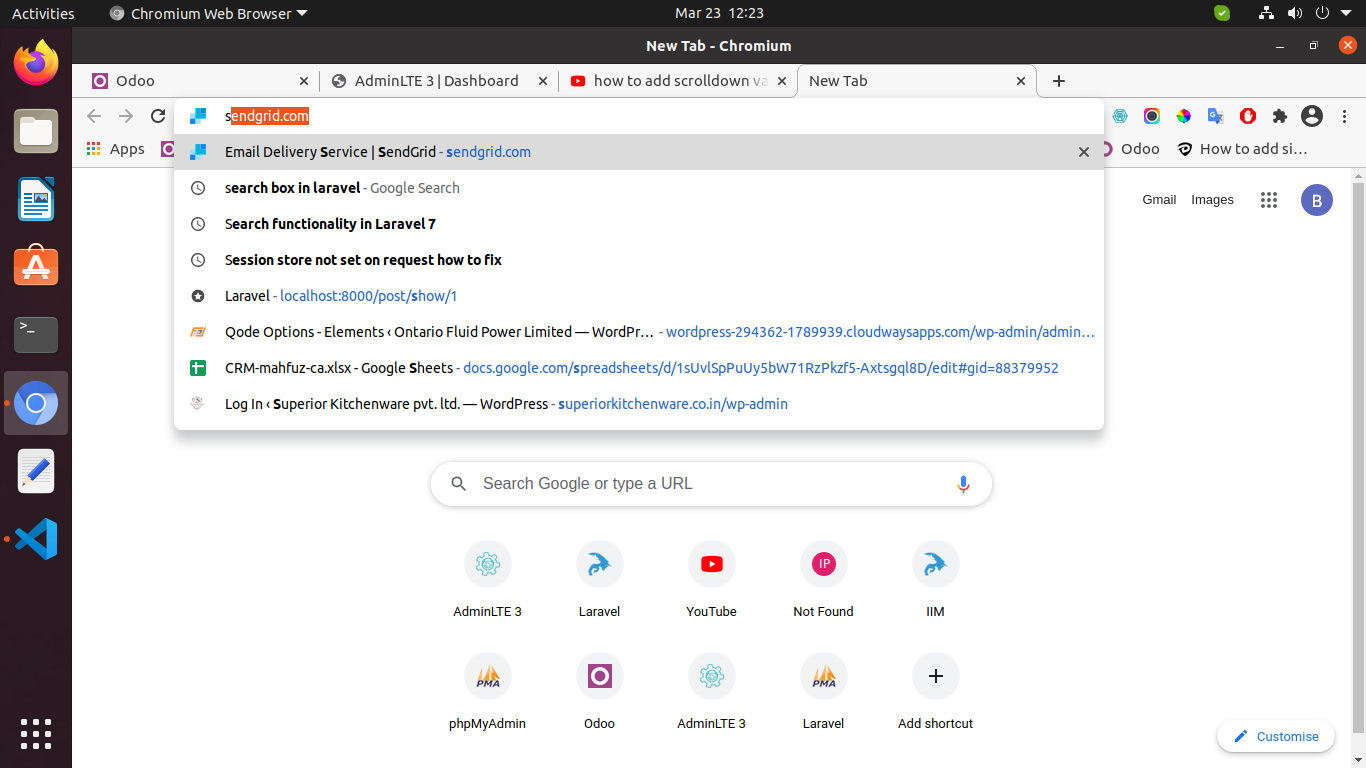 Activities Chromium Web Browser Mar 23 12:23
New Tab - Chromium
Odoo AdminLTE 3 | Dashboard how to add scrolldown va New Tab
sendgrid.com
Apps Email Delivery Service | SendGrid - sendgrid.com Odoo How to add si…
search box in laravel - Google Search
Search functionality in Laravel 7
Session store not set on request how to fix
Laravel - localhost:8000/post/show/1
Qode Options - Elements ‹ Ontario Fluid Power Limited — WordPr… - wordpress-294362-1789939.cloudwaysapps.com/wp-admin/admin…
CRM-mahfuz-ca.xlsx - Google Sheets - docs.google.com/spreadsheets/d/1sUvlSpPuUy5bW71RzPkzf5-Axtsgql8D/edit#gid=88379952
Log In ‹ Superior Kitchenware pvt. ltd. — WordPress - superiorkitchenware.co.in/wp-admin
Gmail Images B
Search Google or type a URL
IP
AdminLTE 3 Laravel YouTube Not Found IIM
PMA PMA
phpMyAdmin Odoo AdminLTE 3 Laravel Add shortcut
Customise